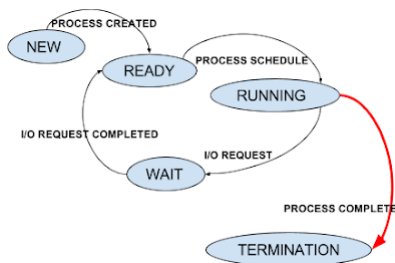 PROCESS CREATED
NEW
READY
PROCESS SCHEDULE
RUNNING
I/O REQUEST COMPLETED
I/O REQUEST
WAIT
PROCESS COMPLETE
TERMINATION